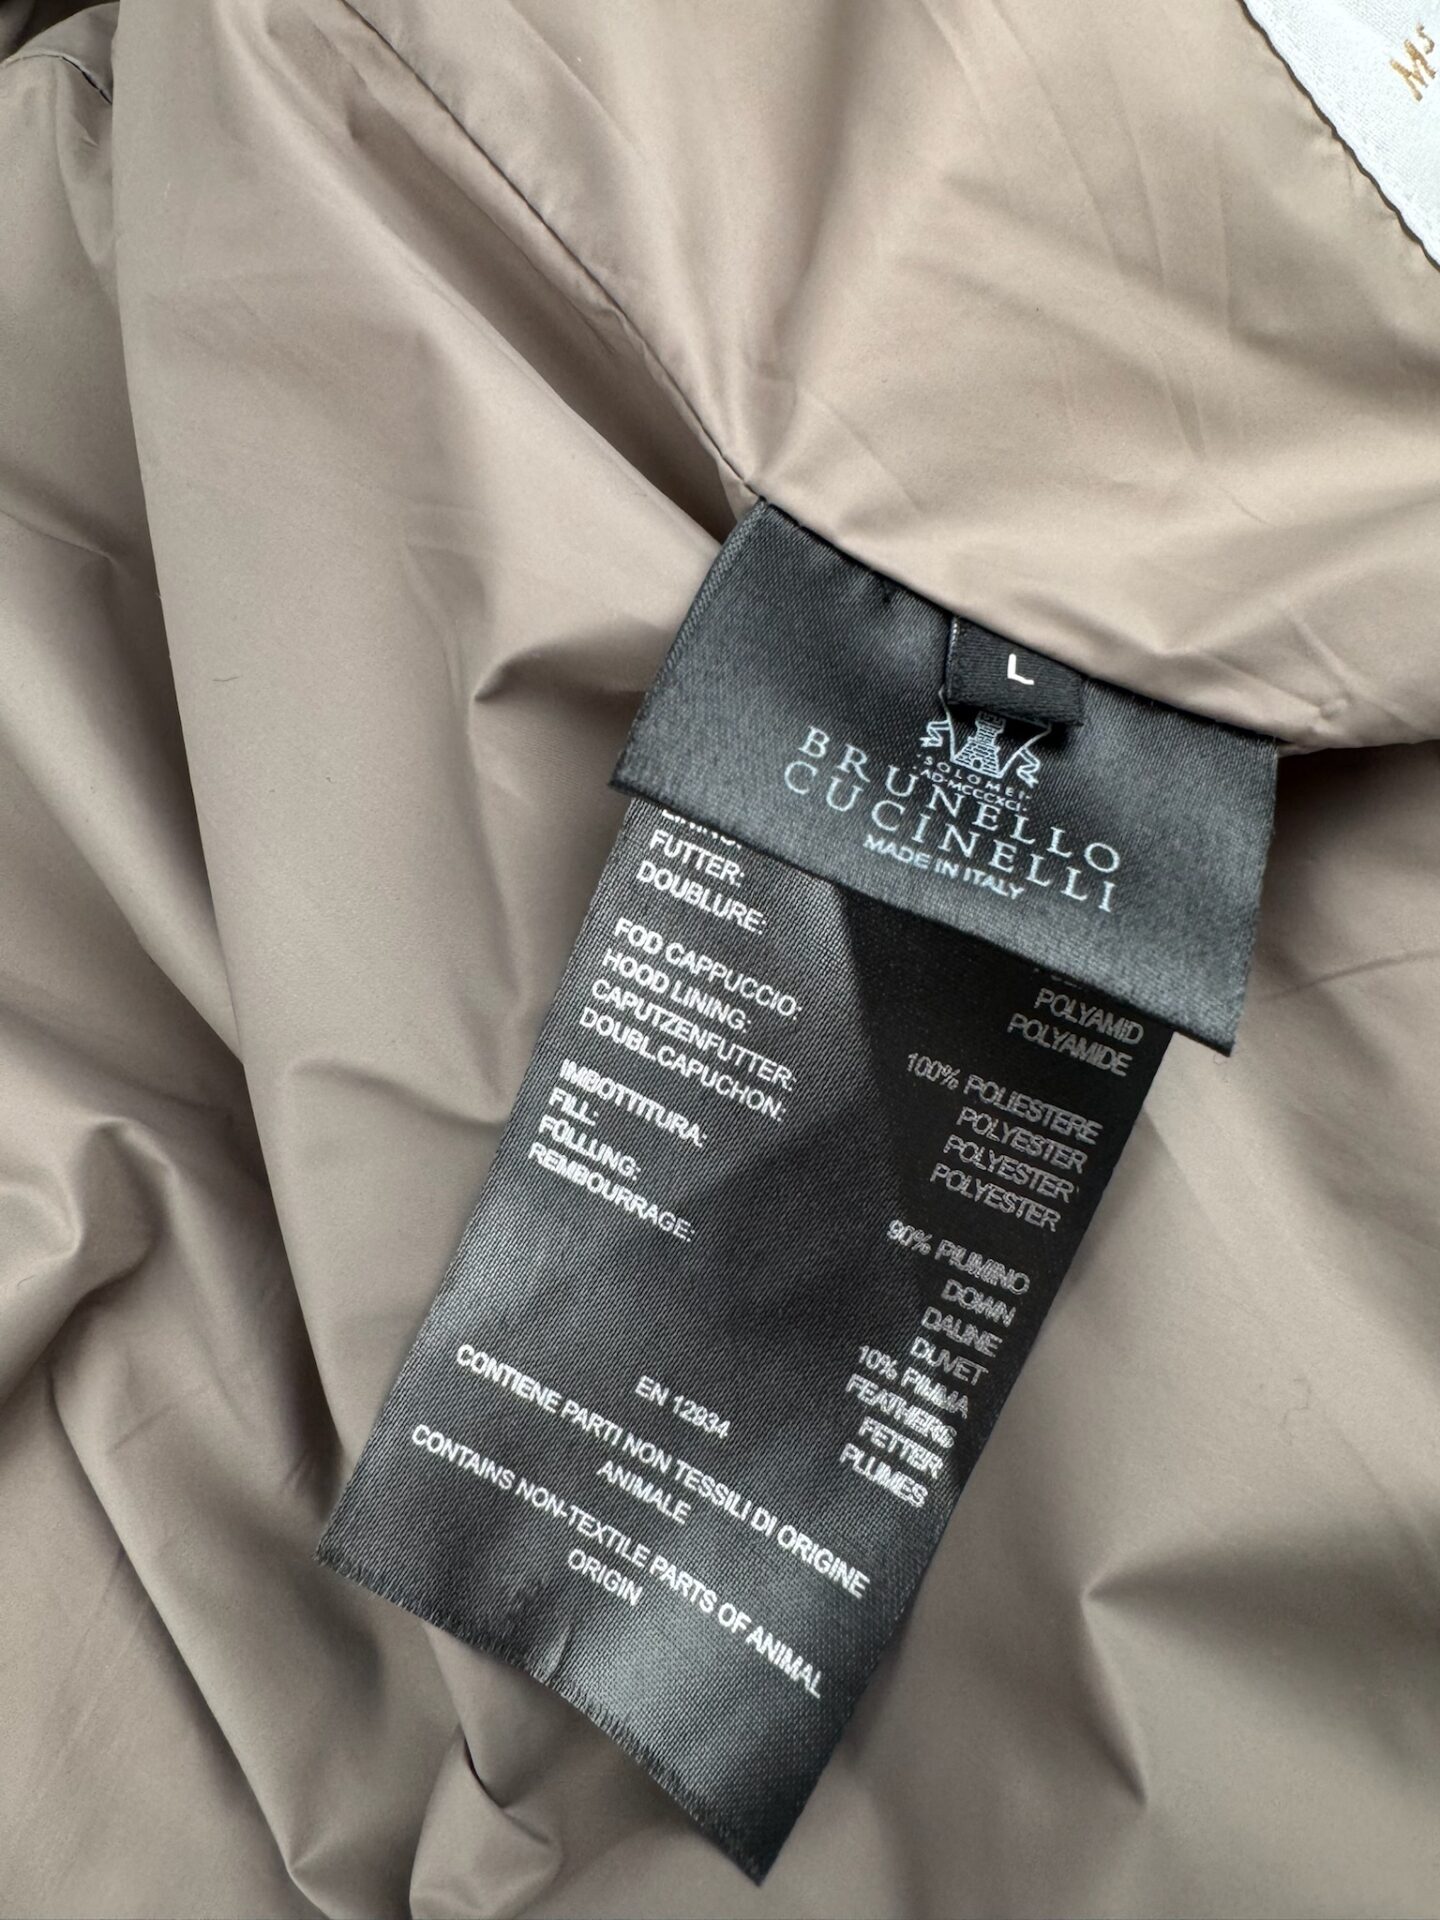 Ms
L
·SOLOMEI·
·AD·MCCCXCI·
BRUNELLO
CUCINELLI
MADE IN ITALY
FUTTER:
DOUBLURE:
POLYAMID
POLYAMIDE
FOD CAPPUCCIO:
HOOD LINING:
CAPUTZENFUTTER:
DOUBL.CAPUCHON:
100% POLIESTERE
POLYESTER
POLYESTER
POLYESTER
IMBOTTITURA:
FILL:
FÜLLUNG:
REMBOURRAGE:
90% PIUMINO
DOWN
DAUNE
DUVET
10% PIUMA
FEATHERS
FETTER
PLUMES
EN 12934
CONTIENE PARTI NON TESSILI DI ORIGINE
ANIMALE
CONTAINS NON-TEXTILE PARTS OF ANIMAL
ORIGIN